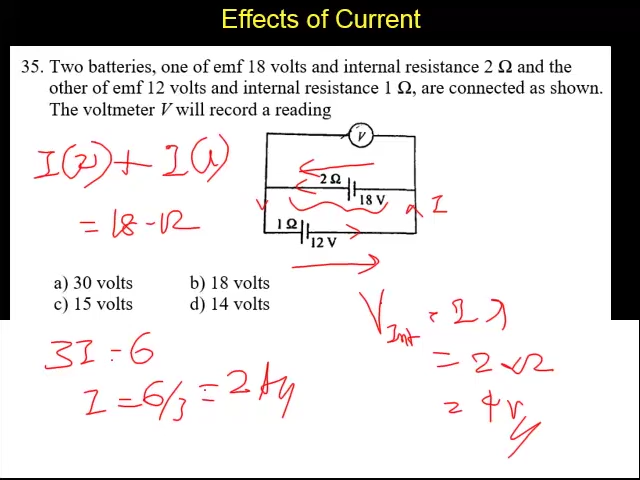 Effects of Current
35. Two batteries, one of emf 18 volts and internal resistance 2 Ω and the
other of emf 12 volts and internal resistance 1 Ω, are connected as shown.
The voltmeter V will record a reading
I(2) + I(1)
= 18 - 12
V
2 Ω
18 V
I
1 Ω
12 V
a) 30 volts b) 18 volts
c) 15 volts d) 14 volts
3I = 6
I = 6/3 = 2 A
V Int = I r
= 2 x 2
= 4 V